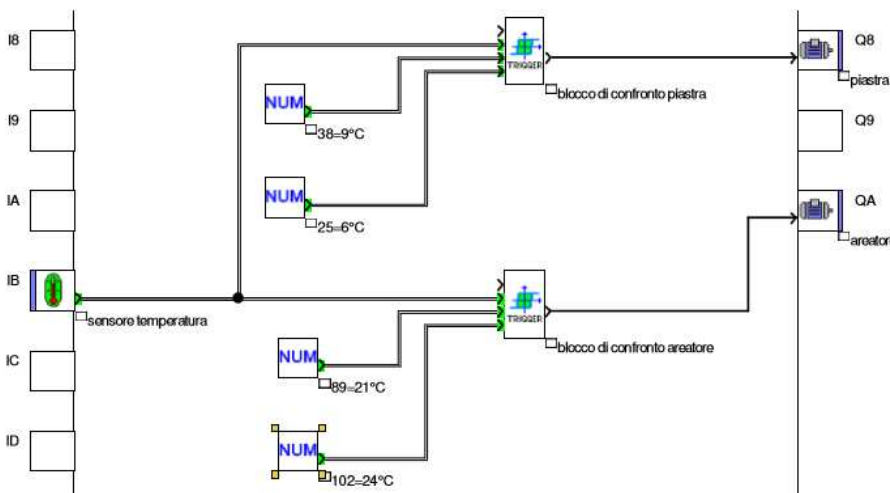 I8
TRIGGER
Q8
piastra
blocco di confronto piastra
NUM
38=9°C
I9
Q9
IA
NUM
25=6°C
QA
areatore
IB
sensore temperatura
TRIGGER
blocco di confronto areatore
IC
NUM
89=21°C
ID
NUM
102=24°C